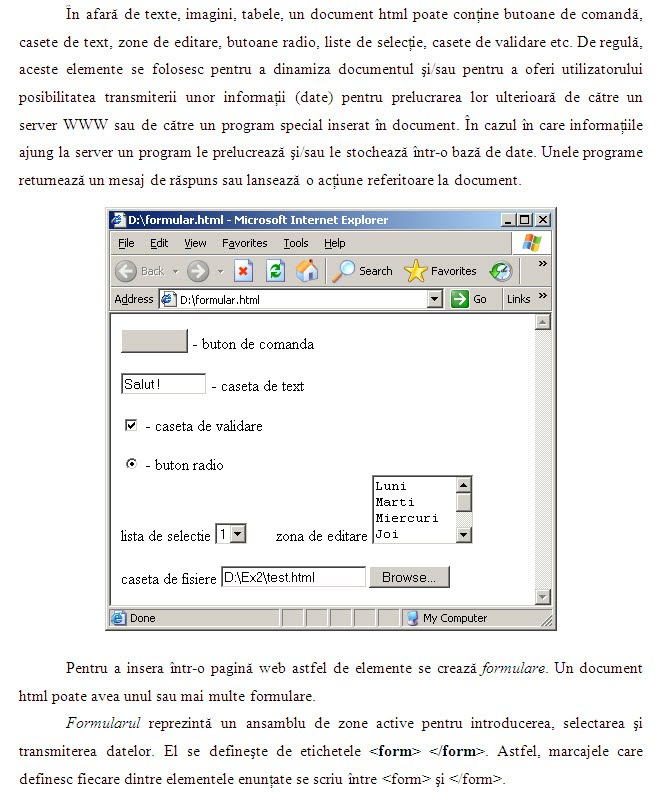 În afară de texte, imagini, tabele, un document html poate conține butoane de comandă,
casete de text, zone de editare, butoane radio, liste de selecție, casete de validare etc. De regulă,
aceste elemente se folosesc pentru a dinamiza documentul şi/sau pentru a oferi utilizatorului
posibilitatea transmiterii unor informații (date) pentru prelucrarea lor ulterioară de către un
server WWW sau de către un program special inserat în document. În cazul în care informațiile
ajung la server un program le prelucrează şi/sau le stochează într-o bază de date. Unele programe
returnează un mesaj de răspuns sau lansează o acțiune referitoare la document.
D:\formular.html - Microsoft Internet Explorer
File Edit View Favorites Tools Help
Back Search Favorites »
Address D:\formular.html Go Links »
- buton de comanda
Salut! - caseta de text
- caseta de validare
- buton radio
Luni
Marti
Miercuri
lista de selectie 1 zona de editare Joi
caseta de fisiere D:\Ex2\test.html Browse...
Done My Computer
Pentru a insera într-o pagină web astfel de elemente se crează formulare. Un document
html poate avea unul sau mai multe formulare.
Formularul reprezintă un ansamblu de zone active pentru introducerea, selectarea şi
transmiterea datelor. El se defineşte de etichetele <form> </form>. Astfel, marcajele care
definesc fiecare dintre elementele enunțate se scriu între <form> şi </form>.